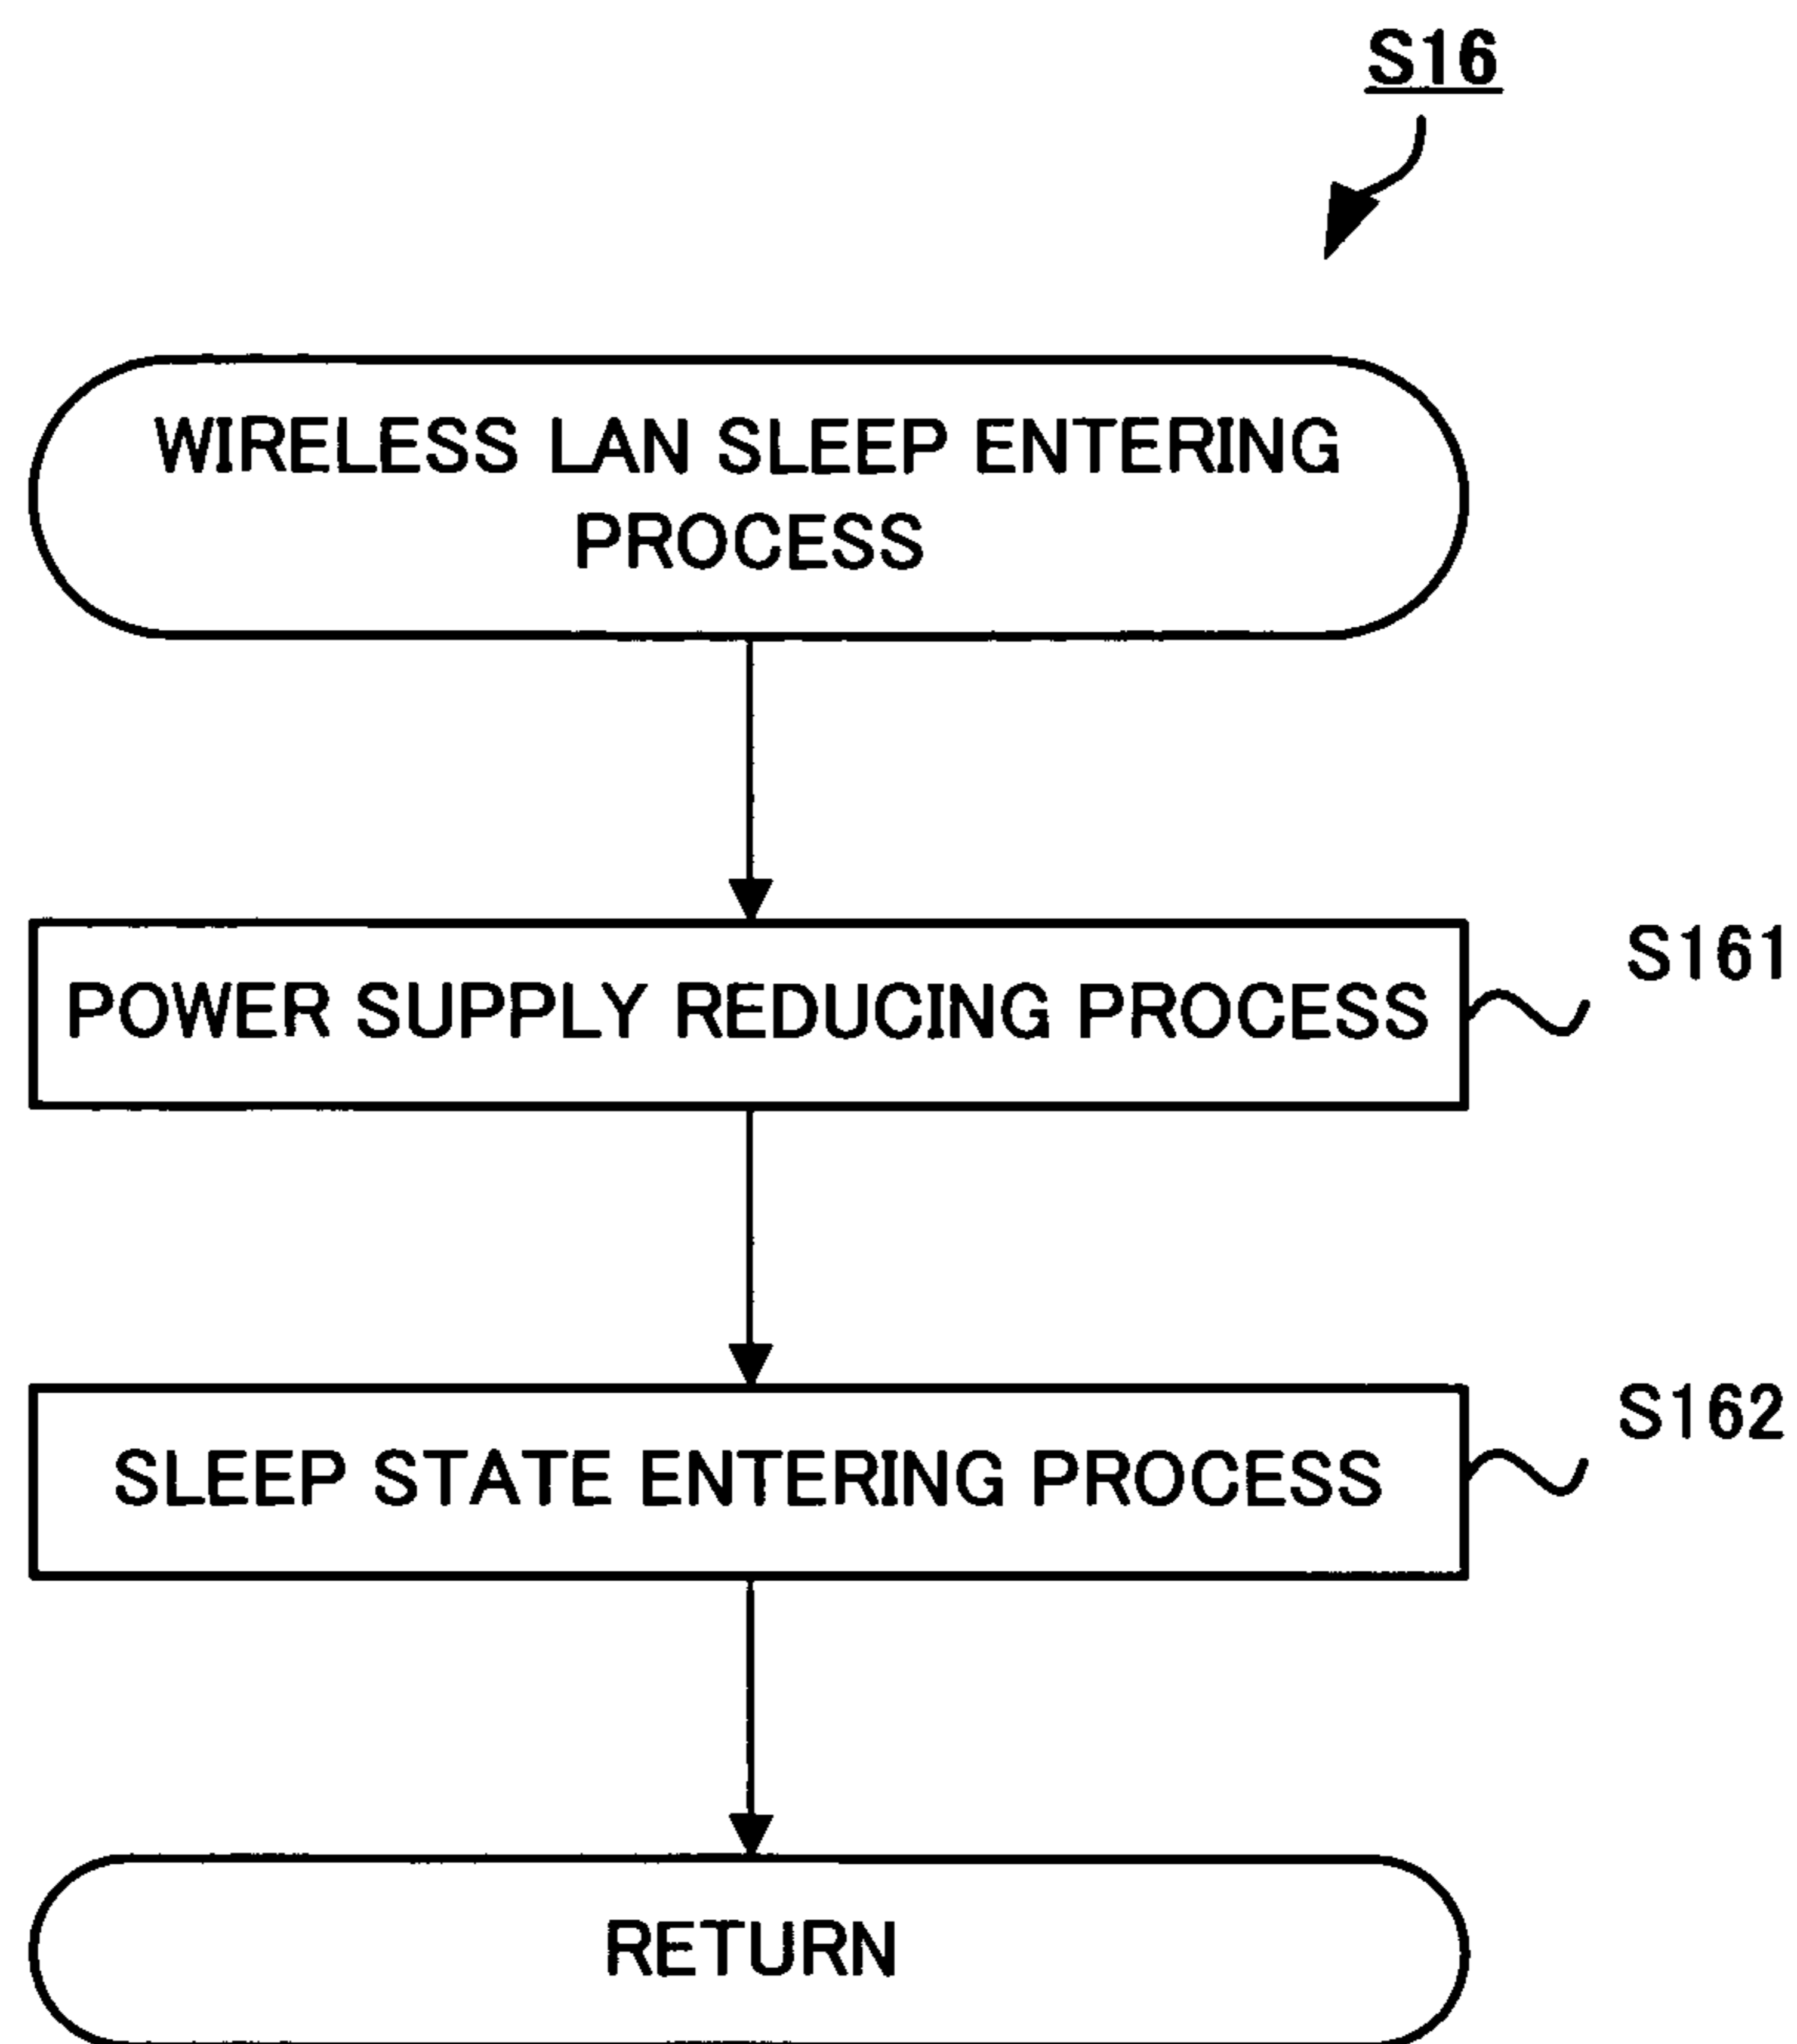 S16
WIRELESS LAN SLEEP ENTERING
PROCESS
POWER SUPPLY REDUCING PROCESS
S161
SLEEP STATE ENTERING PROCESS
S162
RETURN